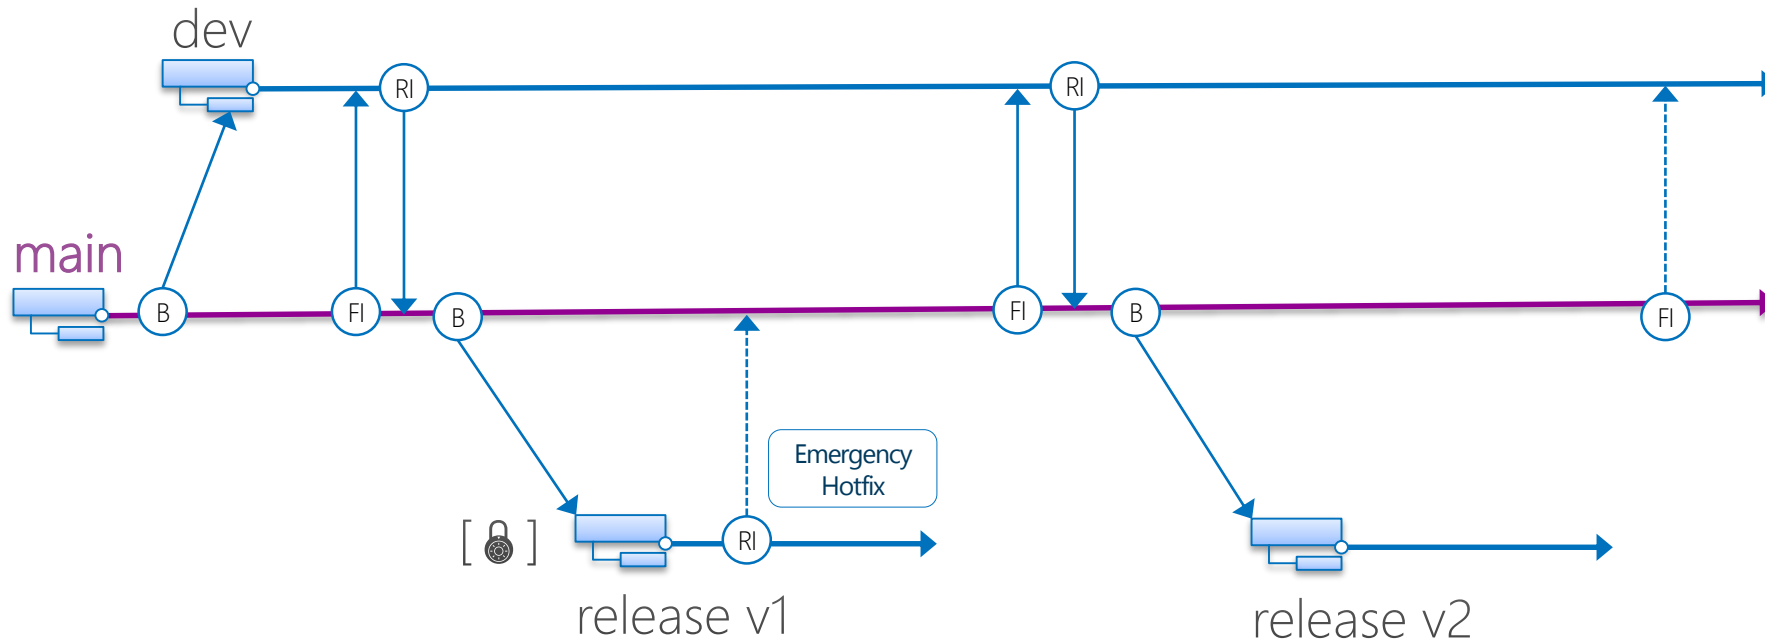 dev
RI
RI
main
B
FI
B
FI
B
FI
Emergency
Hotfix
[ ]
RI
release v1
release v2